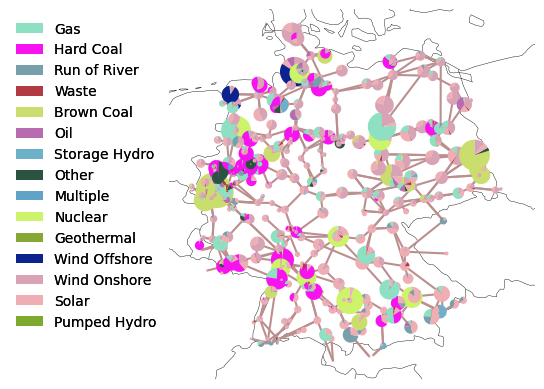 Gas
Hard Coal
Run of River
Waste
Brown Coal
Oil
Storage Hydro
Other
Multiple
Nuclear
Geothermal
Wind Offshore
Wind Onshore
Solar
Pumped Hydro